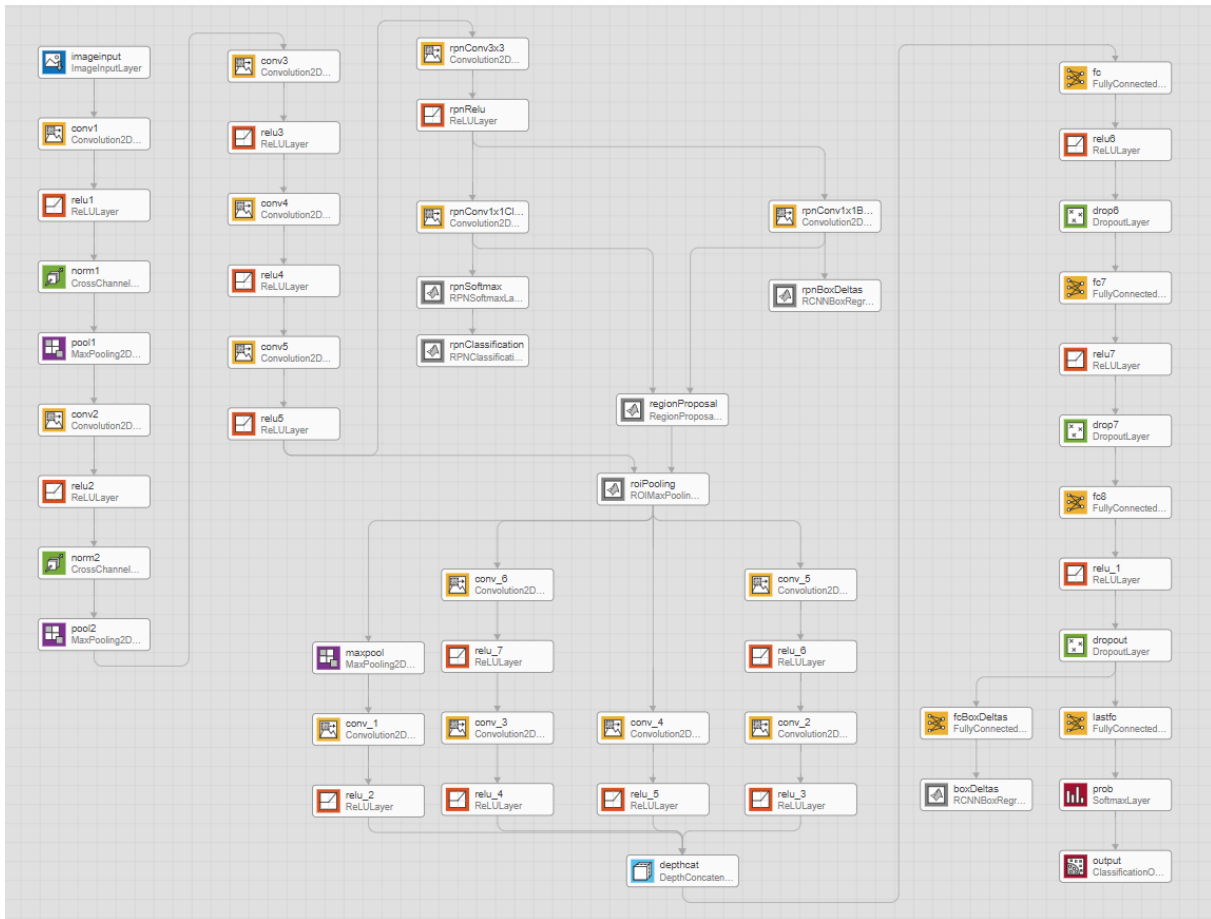 imageinput
ImageInputLayer
conv1
Convolution2D...
relu1
ReLULayer
norm1
CrossChannel...
pool1
MaxPooling2D...
conv2
Convolution2D...
relu2
ReLULayer
norm2
CrossChannel...
pool2
MaxPooling2D...
conv3
Convolution2D...
relu3
ReLULayer
conv4
Convolution2D...
relu4
ReLULayer
conv5
Convolution2D...
relu5
ReLULayer
rpnConv3x3
Convolution2D...
rpnRelu
ReLULayer
rpnConv1x1Cl...
Convolution2D...
rpnSoftmax
RPNSoftmaxLa...
rpnClassification
RPNClassificati...
rpnConv1x1B...
Convolution2D...
rpnBoxDeltas
RCNNBoxRegr...
regionProposal
RegionProposa...
roiPooling
ROIMaxPoolin...
maxpool
MaxPooling2D...
conv_1
Convolution2D...
relu_2
ReLULayer
conv_6
Convolution2D...
relu_7
ReLULayer
conv_3
Convolution2D...
relu_4
ReLULayer
conv_4
Convolution2D...
relu_5
ReLULayer
conv_5
Convolution2D...
relu_6
ReLULayer
conv_2
Convolution2D...
relu_3
ReLULayer
depthcat
DepthConcaten...
fc
FullyConnected...
relu6
ReLULayer
drop6
DropoutLayer
fc7
FullyConnected...
relu7
ReLULayer
drop7
DropoutLayer
fc8
FullyConnected...
relu_1
ReLULayer
dropout
DropoutLayer
fcBoxDeltas
FullyConnected...
boxDeltas
RCNNBoxRegr...
lastfc
FullyConnected...
prob
SoftmaxLayer
output
ClassificationO...